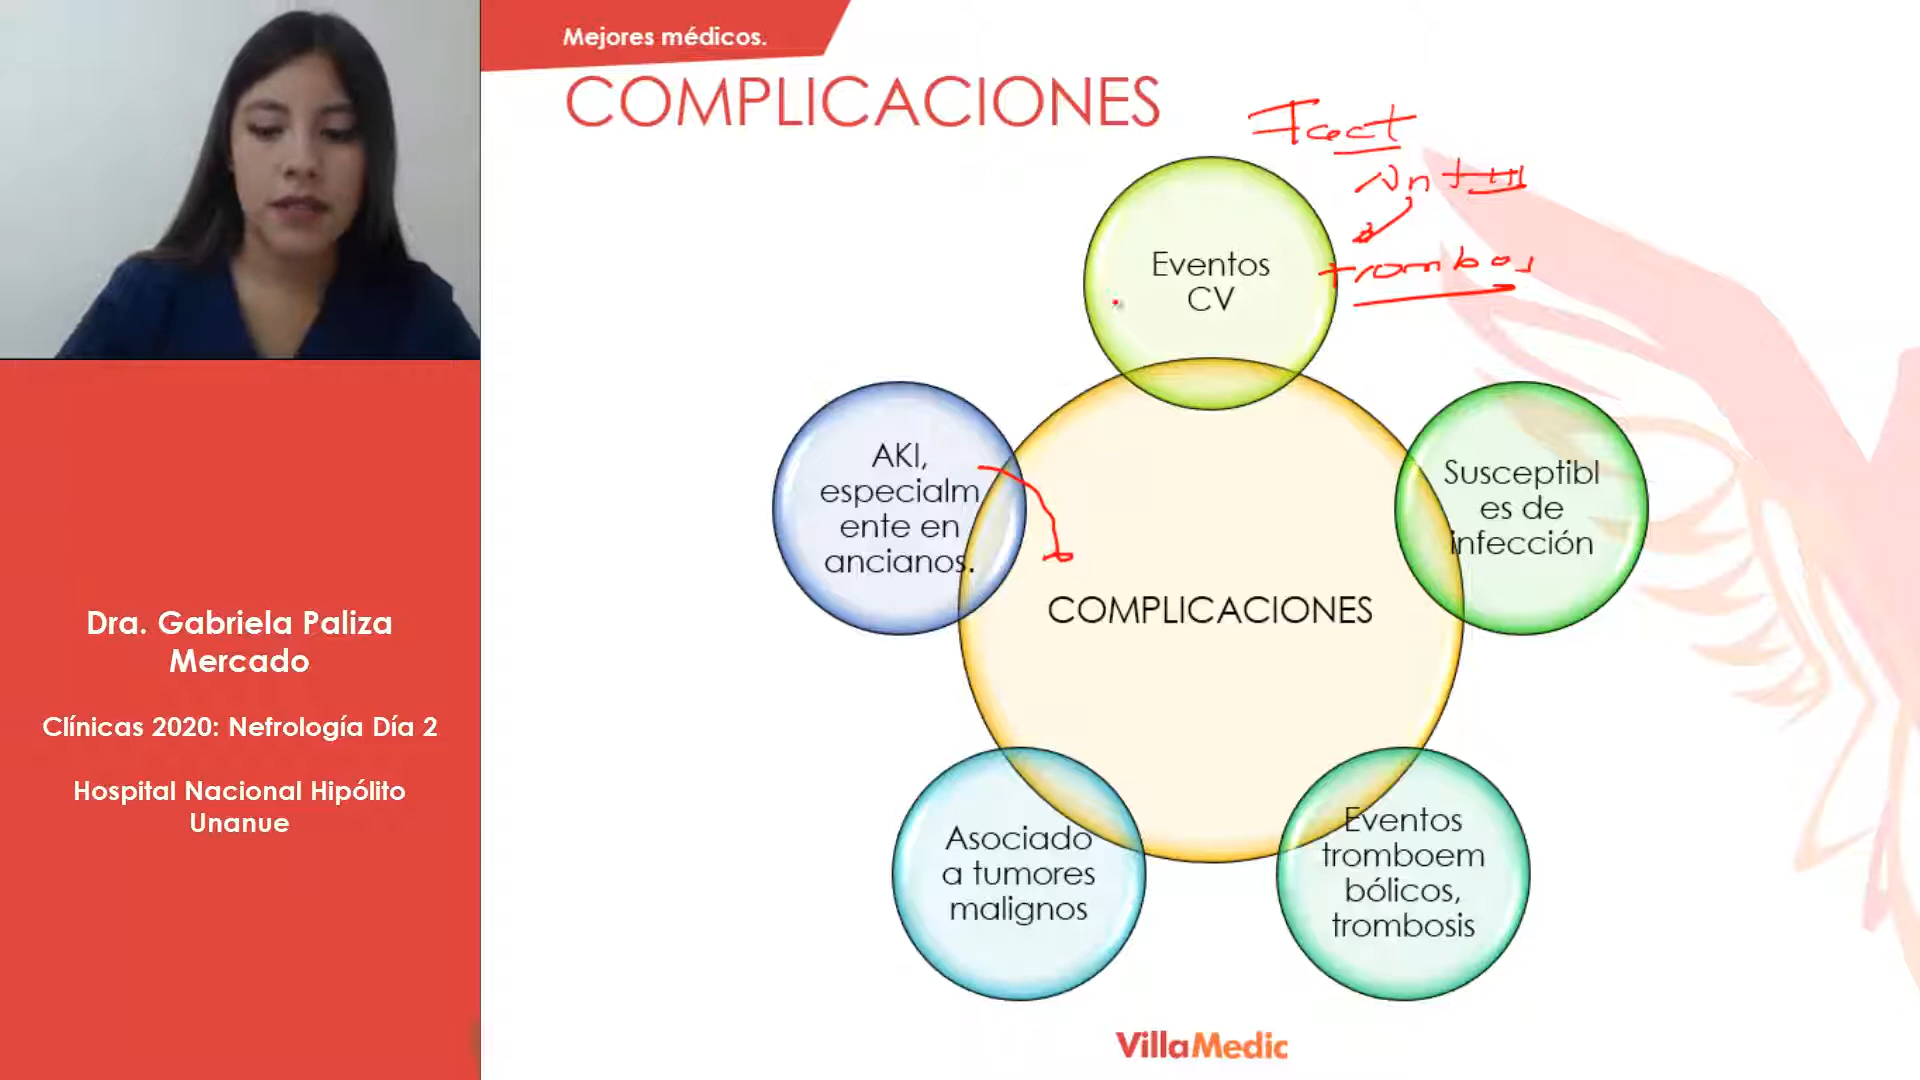 Mejores médicos.
COMPLICACIONES
trombos
Eventos
CV
AKI,
especialm
ente en
ancianos.
Susceptibl
es de
infección
COMPLICACIONES
Asociado
a tumores
malignos
Eventos
tromboem
bólicos,
trombosis
Dra. Gabriela Paliza
Mercado
Clínicas 2020: Nefrología Día 2
Hospital Nacional Hipólito
Unanue
VillaMedic